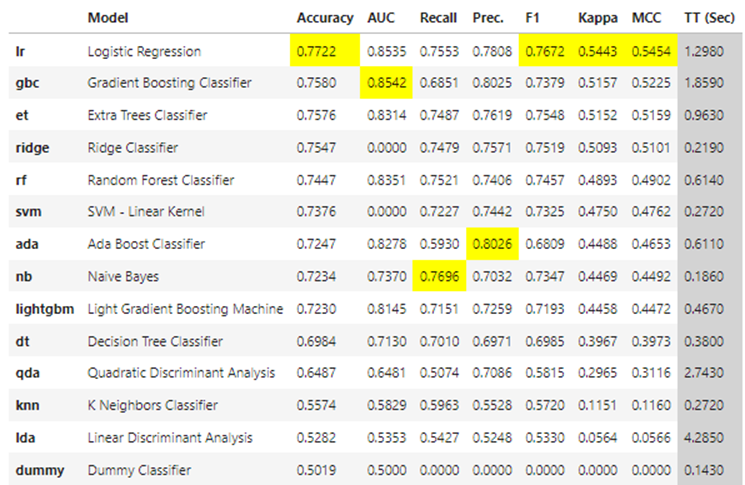 Model Accuracy AUC Recall Prec. F1 Kappa MCC TT (Sec)
lr Logistic Regression 0.7722 0.8535 0.7553 0.7808 0.7672 0.5443 0.5454 1.2980
gbc Gradient Boosting Classifier 0.7580 0.8542 0.6851 0.8025 0.7379 0.5157 0.5225 1.8590
et Extra Trees Classifier 0.7576 0.8314 0.7487 0.7619 0.7548 0.5152 0.5159 0.9630
ridge Ridge Classifier 0.7547 0.0000 0.7479 0.7571 0.7519 0.5093 0.5101 0.2190
rf Random Forest Classifier 0.7447 0.8351 0.7521 0.7406 0.7457 0.4893 0.4902 0.6140
svm SVM - Linear Kernel 0.7376 0.0000 0.7227 0.7442 0.7325 0.4750 0.4762 0.2720
ada Ada Boost Classifier 0.7247 0.8278 0.5930 0.8026 0.6809 0.4488 0.4653 0.6110
nb Naive Bayes 0.7234 0.7370 0.7696 0.7032 0.7347 0.4469 0.4492 0.1860
lightgbm Light Gradient Boosting Machine 0.7230 0.8145 0.7151 0.7259 0.7193 0.4458 0.4472 0.4670
dt Decision Tree Classifier 0.6984 0.7130 0.7010 0.6971 0.6985 0.3967 0.3973 0.3800
qda Quadratic Discriminant Analysis 0.6487 0.6481 0.5074 0.7086 0.5815 0.2965 0.3116 2.7430
knn K Neighbors Classifier 0.5574 0.5829 0.5963 0.5528 0.5720 0.1151 0.1160 0.2720
lda Linear Discriminant Analysis 0.5282 0.5353 0.5427 0.5248 0.5330 0.0564 0.0566 4.2850
dummy Dummy Classifier 0.5019 0.5000 0.0000 0.0000 0.0000 0.0000 0.0000 0.1430